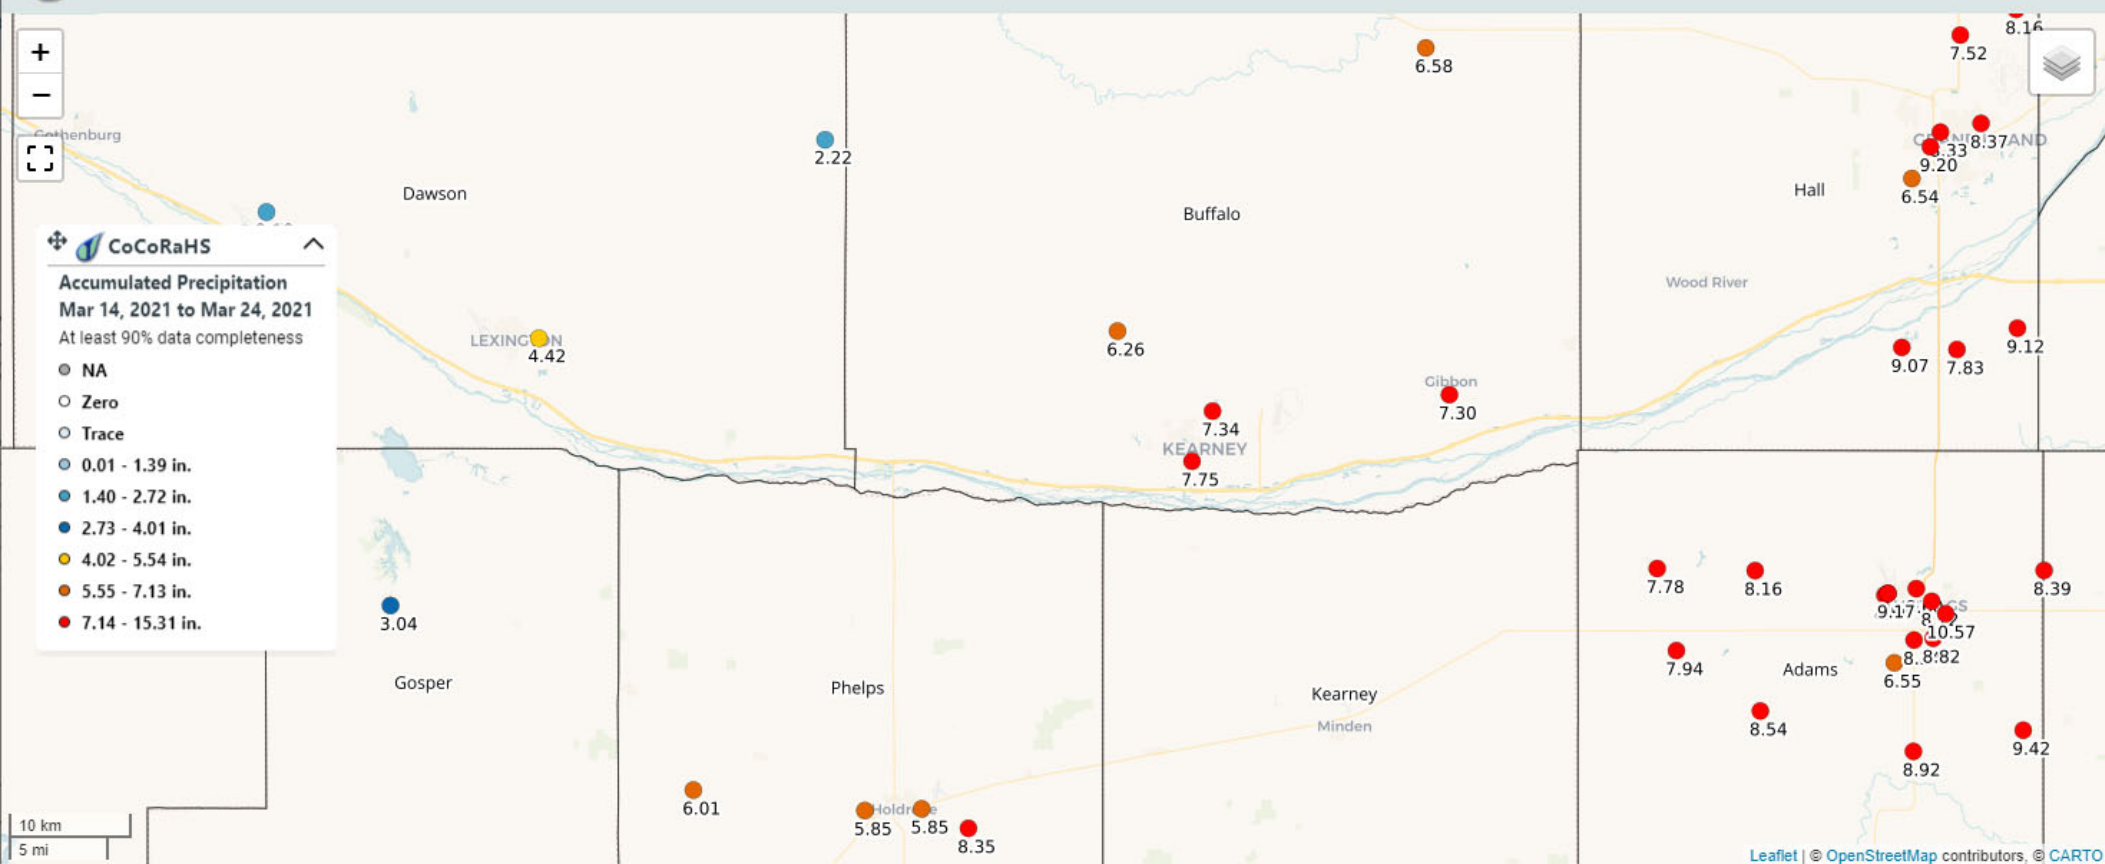 +
−
8.16
7.52
6.58
Gothenburg
2.22
8.37
9.20
6.54
Dawson
Hall
Buffalo
CoCoRaHS
Accumulated Precipitation
Mar 14, 2021 to Mar 24, 2021
At least 90% data completeness
NA
Zero
Trace
0.01 - 1.39 in.
1.40 - 2.72 in.
2.73 - 4.01 in.
4.02 - 5.54 in.
5.55 - 7.13 in.
7.14 - 15.31 in.
Wood River
LEXINGTON
4.42
6.26
9.12
9.07
7.83
Gibbon
7.30
7.34
KEARNEY
7.75
7.78
8.16
8.39
9.17
10.57
3.04
8.82
7.94
Adams
6.55
Gosper
Phelps
Kearney
Minden
8.54
9.42
8.92
6.01
Holdrege
5.85
5.85
8.35
10 km
5 mi
Leaflet | © OpenStreetMap contributors, © CARTO